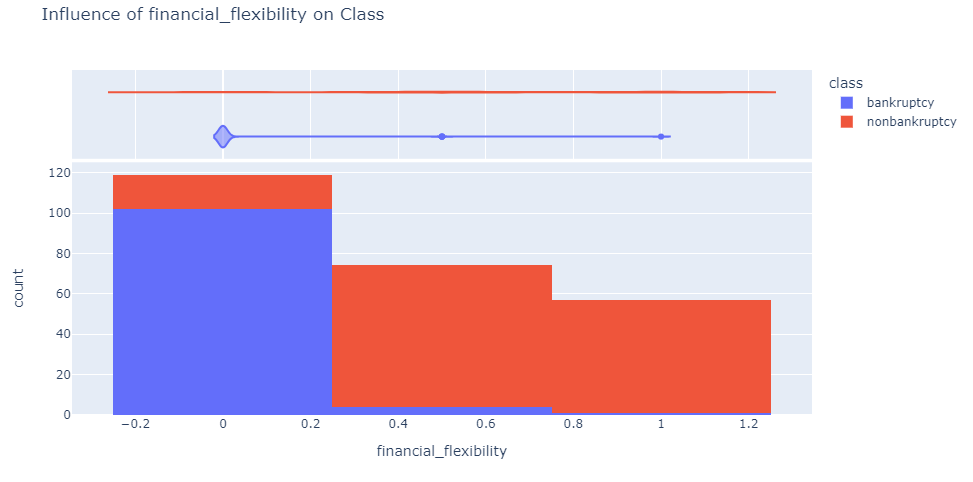 Influence of financial_flexibility on Class
class
bankruptcy
nonbankruptcy
120
100
80
60
40
20
0
count
−0.2
0
0.2
0.4
0.6
0.8
1
1.2
financial_flexibility